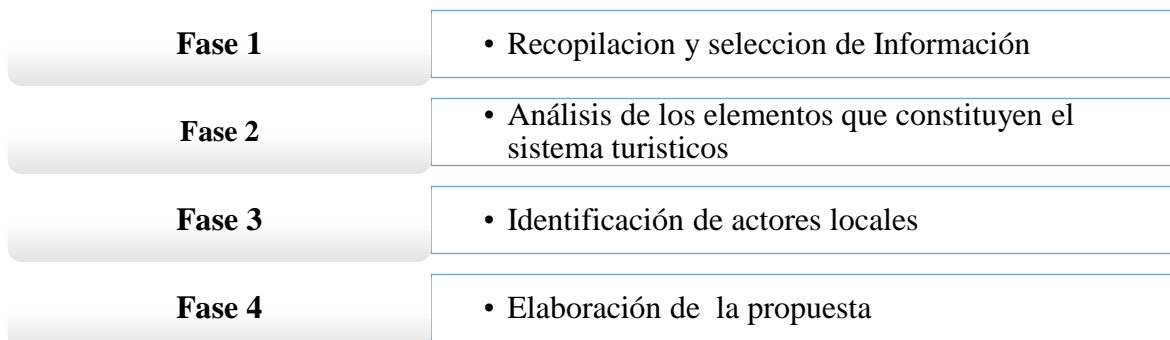 Fase 1
• Recopilacion y seleccion de Información
Fase 2
• Análisis de los elementos que constituyen el
sistema turisticos
Fase 3
• Identificación de actores locales
Fase 4
• Elaboración de  la propuesta